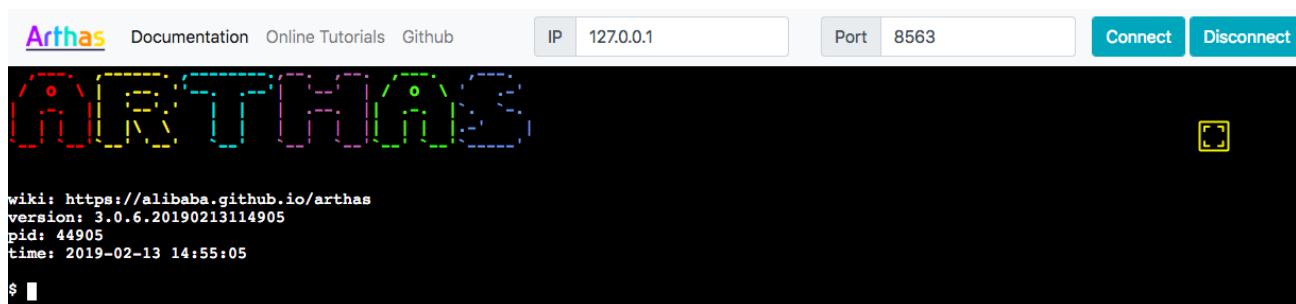 Arthas Documentation Online Tutorials Github IP 127.0.0.1 Port 8563 Connect Disconnect
ARTHAS
wiki: https://alibaba.github.io/arthas
version: 3.0.6.20190213114905
pid: 44905
time: 2019-02-13 14:55:05
$